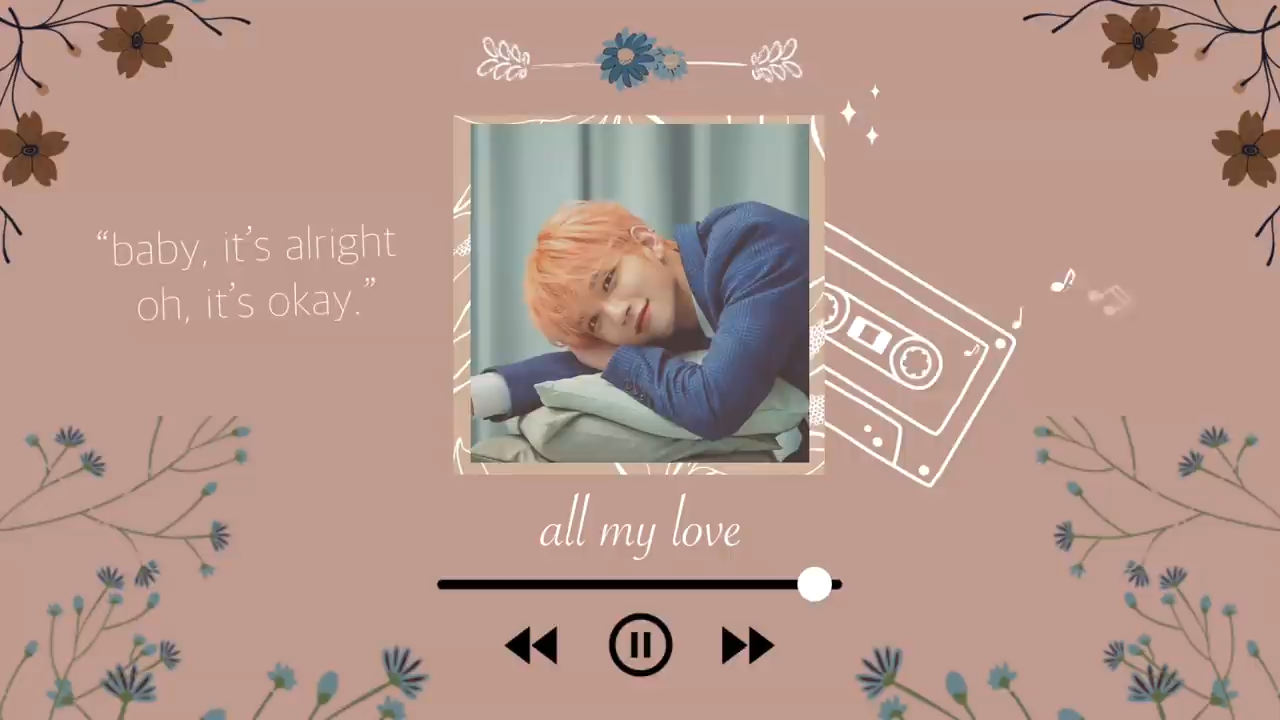 “baby, it’s alright
oh, it’s okay.”
all my love